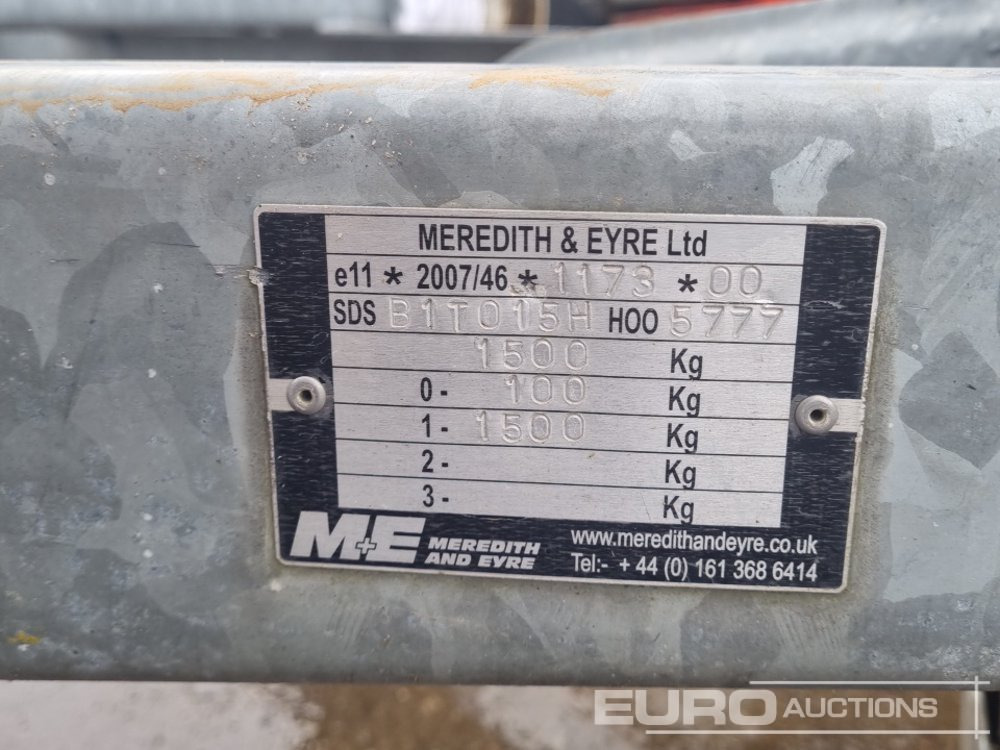 MEREDITH & EYRE Ltd
e11 * 2007/46 * 1173 * 00
SDS B1T015H H00 5777
1500 Kg
0- 100 Kg
1- 1500 Kg
2- Kg
3- Kg
M+E MEREDITH AND EYRE
www.meredithandeyre.co.uk
Tel:- + 44 (0) 161 368 6414
EURO AUCTIONS